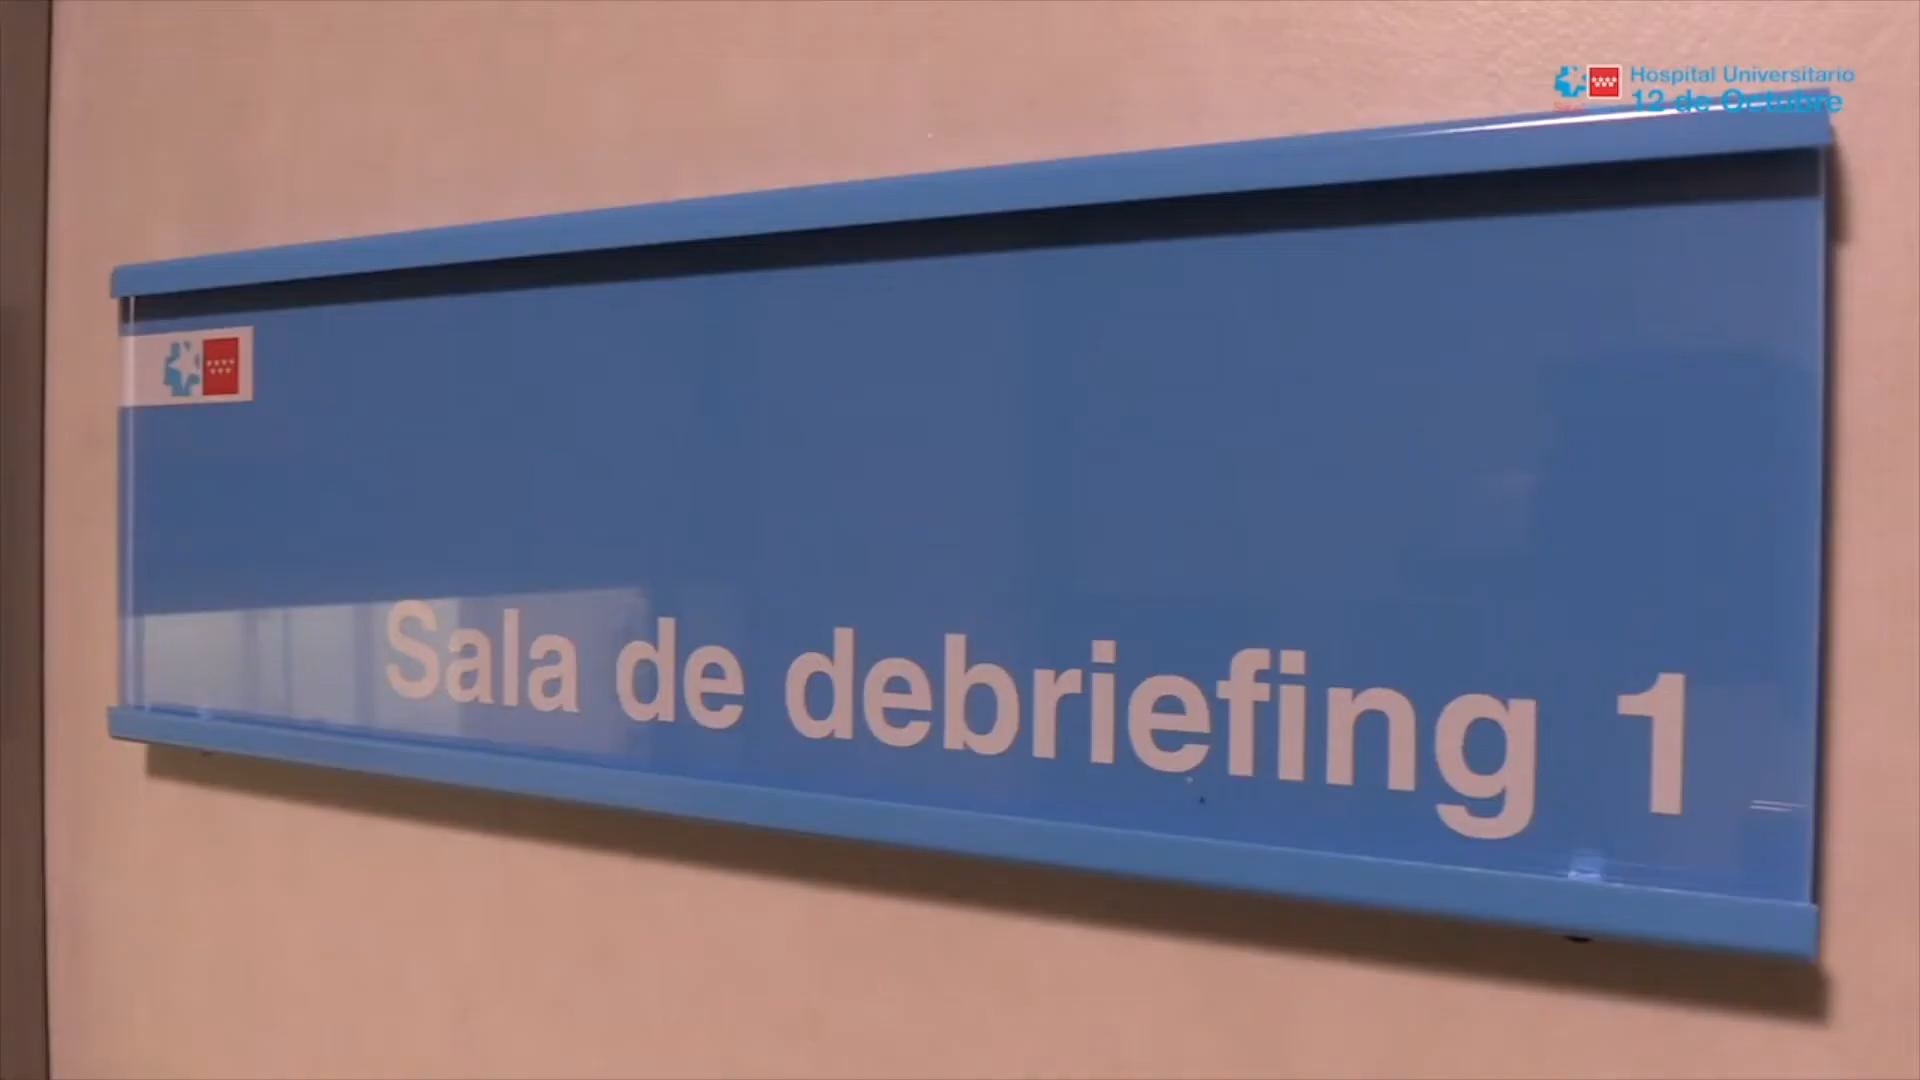 Hospital Universitario
12 de Octubre
Sala de debriefing 1